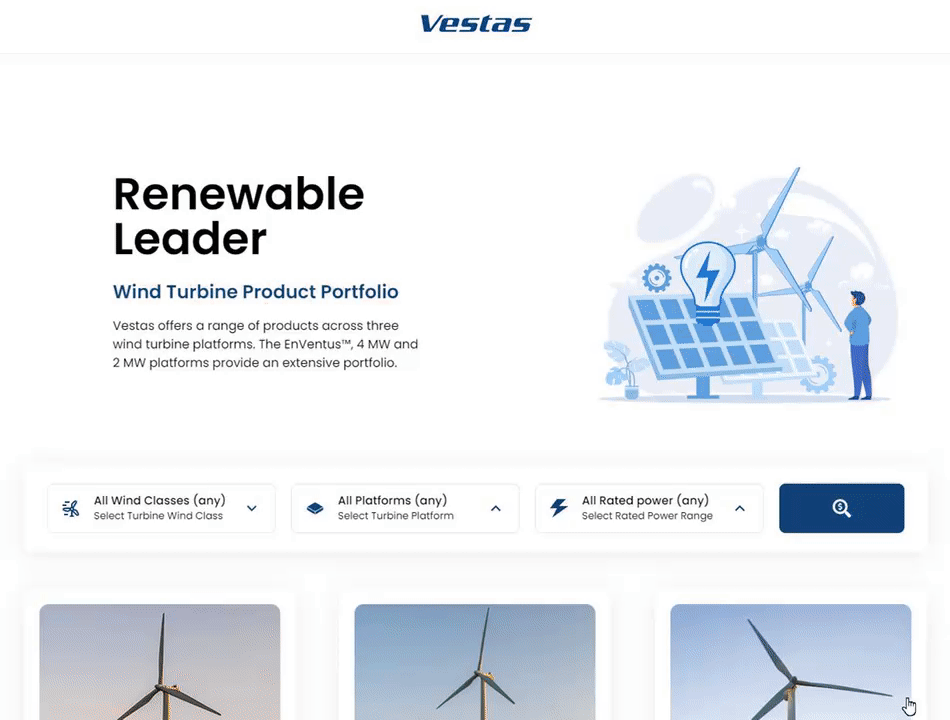 Vestas
Renewable
Leader
Wind Turbine Product Portfolio
Vestas offers a range of products across three
wind turbine platforms. The EnVentus™, 4 MW and
2 MW platforms provide an extensive portfolio.
All Wind Classes (any)
Select Turbine Wind Class
All Platforms (any)
Select Turbine Platform
All Rated power (any)
Select Rated Power Range